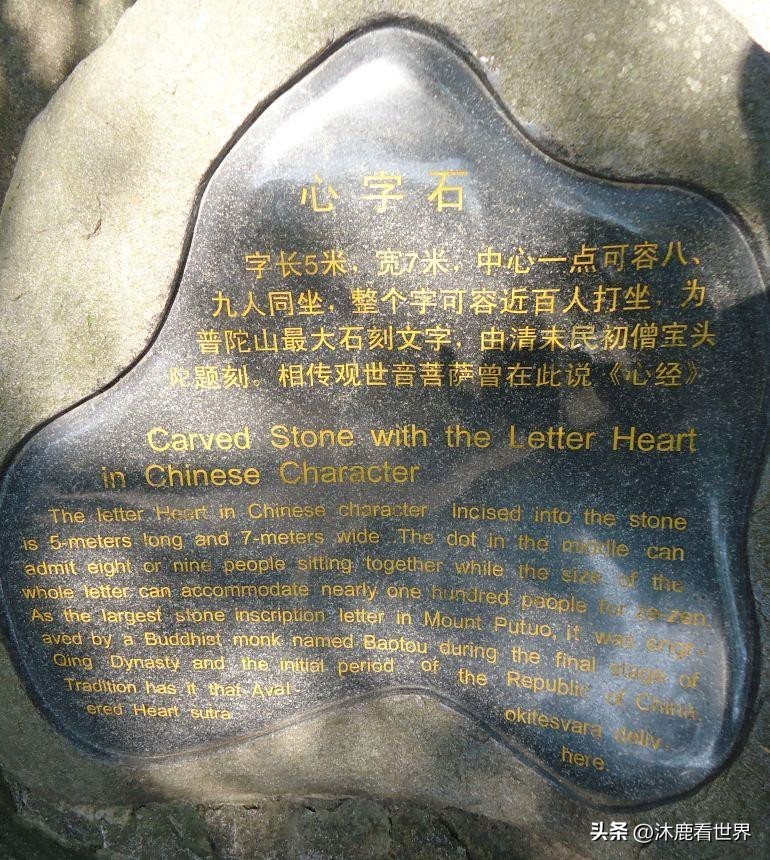 心字石
字长5米，宽7米，中心一点可容八、
九人同坐，整个字可容近百人打坐，为
普陀山最大石刻文字，由清末民初僧宝头
陀题刻。相传观世音菩萨曾在此说《心经》
Carved Stone with the Letter Heart
in Chinese Character
The letter Heart in Chinese character incised into the stone
is 5-meters long and 7-meters wide .The dot in the middle can
admit eight or nine people sitting together while the size of the
whole letter can accommodate nearly one hundred people for ze-zen.
As the largest stone inscription letter in Mount Putuo, it was engr-
aved by a Buddhist monk named Baotou during the final stage of
Qing Dynasty and the initial period of the Republic of China.
Tradition has it that Aval-
okitesvara deliv-
ered Heart sutra
here.
头条 @沐鹿看世界